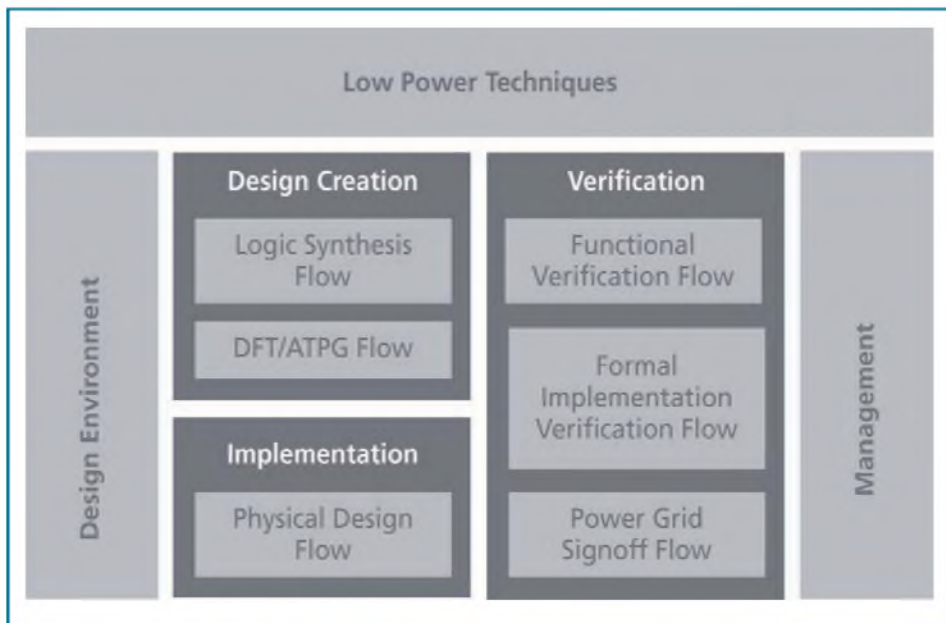 Low Power Techniques
Design Environment
Design Creation
Logic Synthesis
Flow
DFT/ATPG Flow
Implementation
Physical Design
Flow
Verification
Functional
Verification Flow
Formal
Implementation
Verification Flow
Power Grid
Signoff Flow
Management